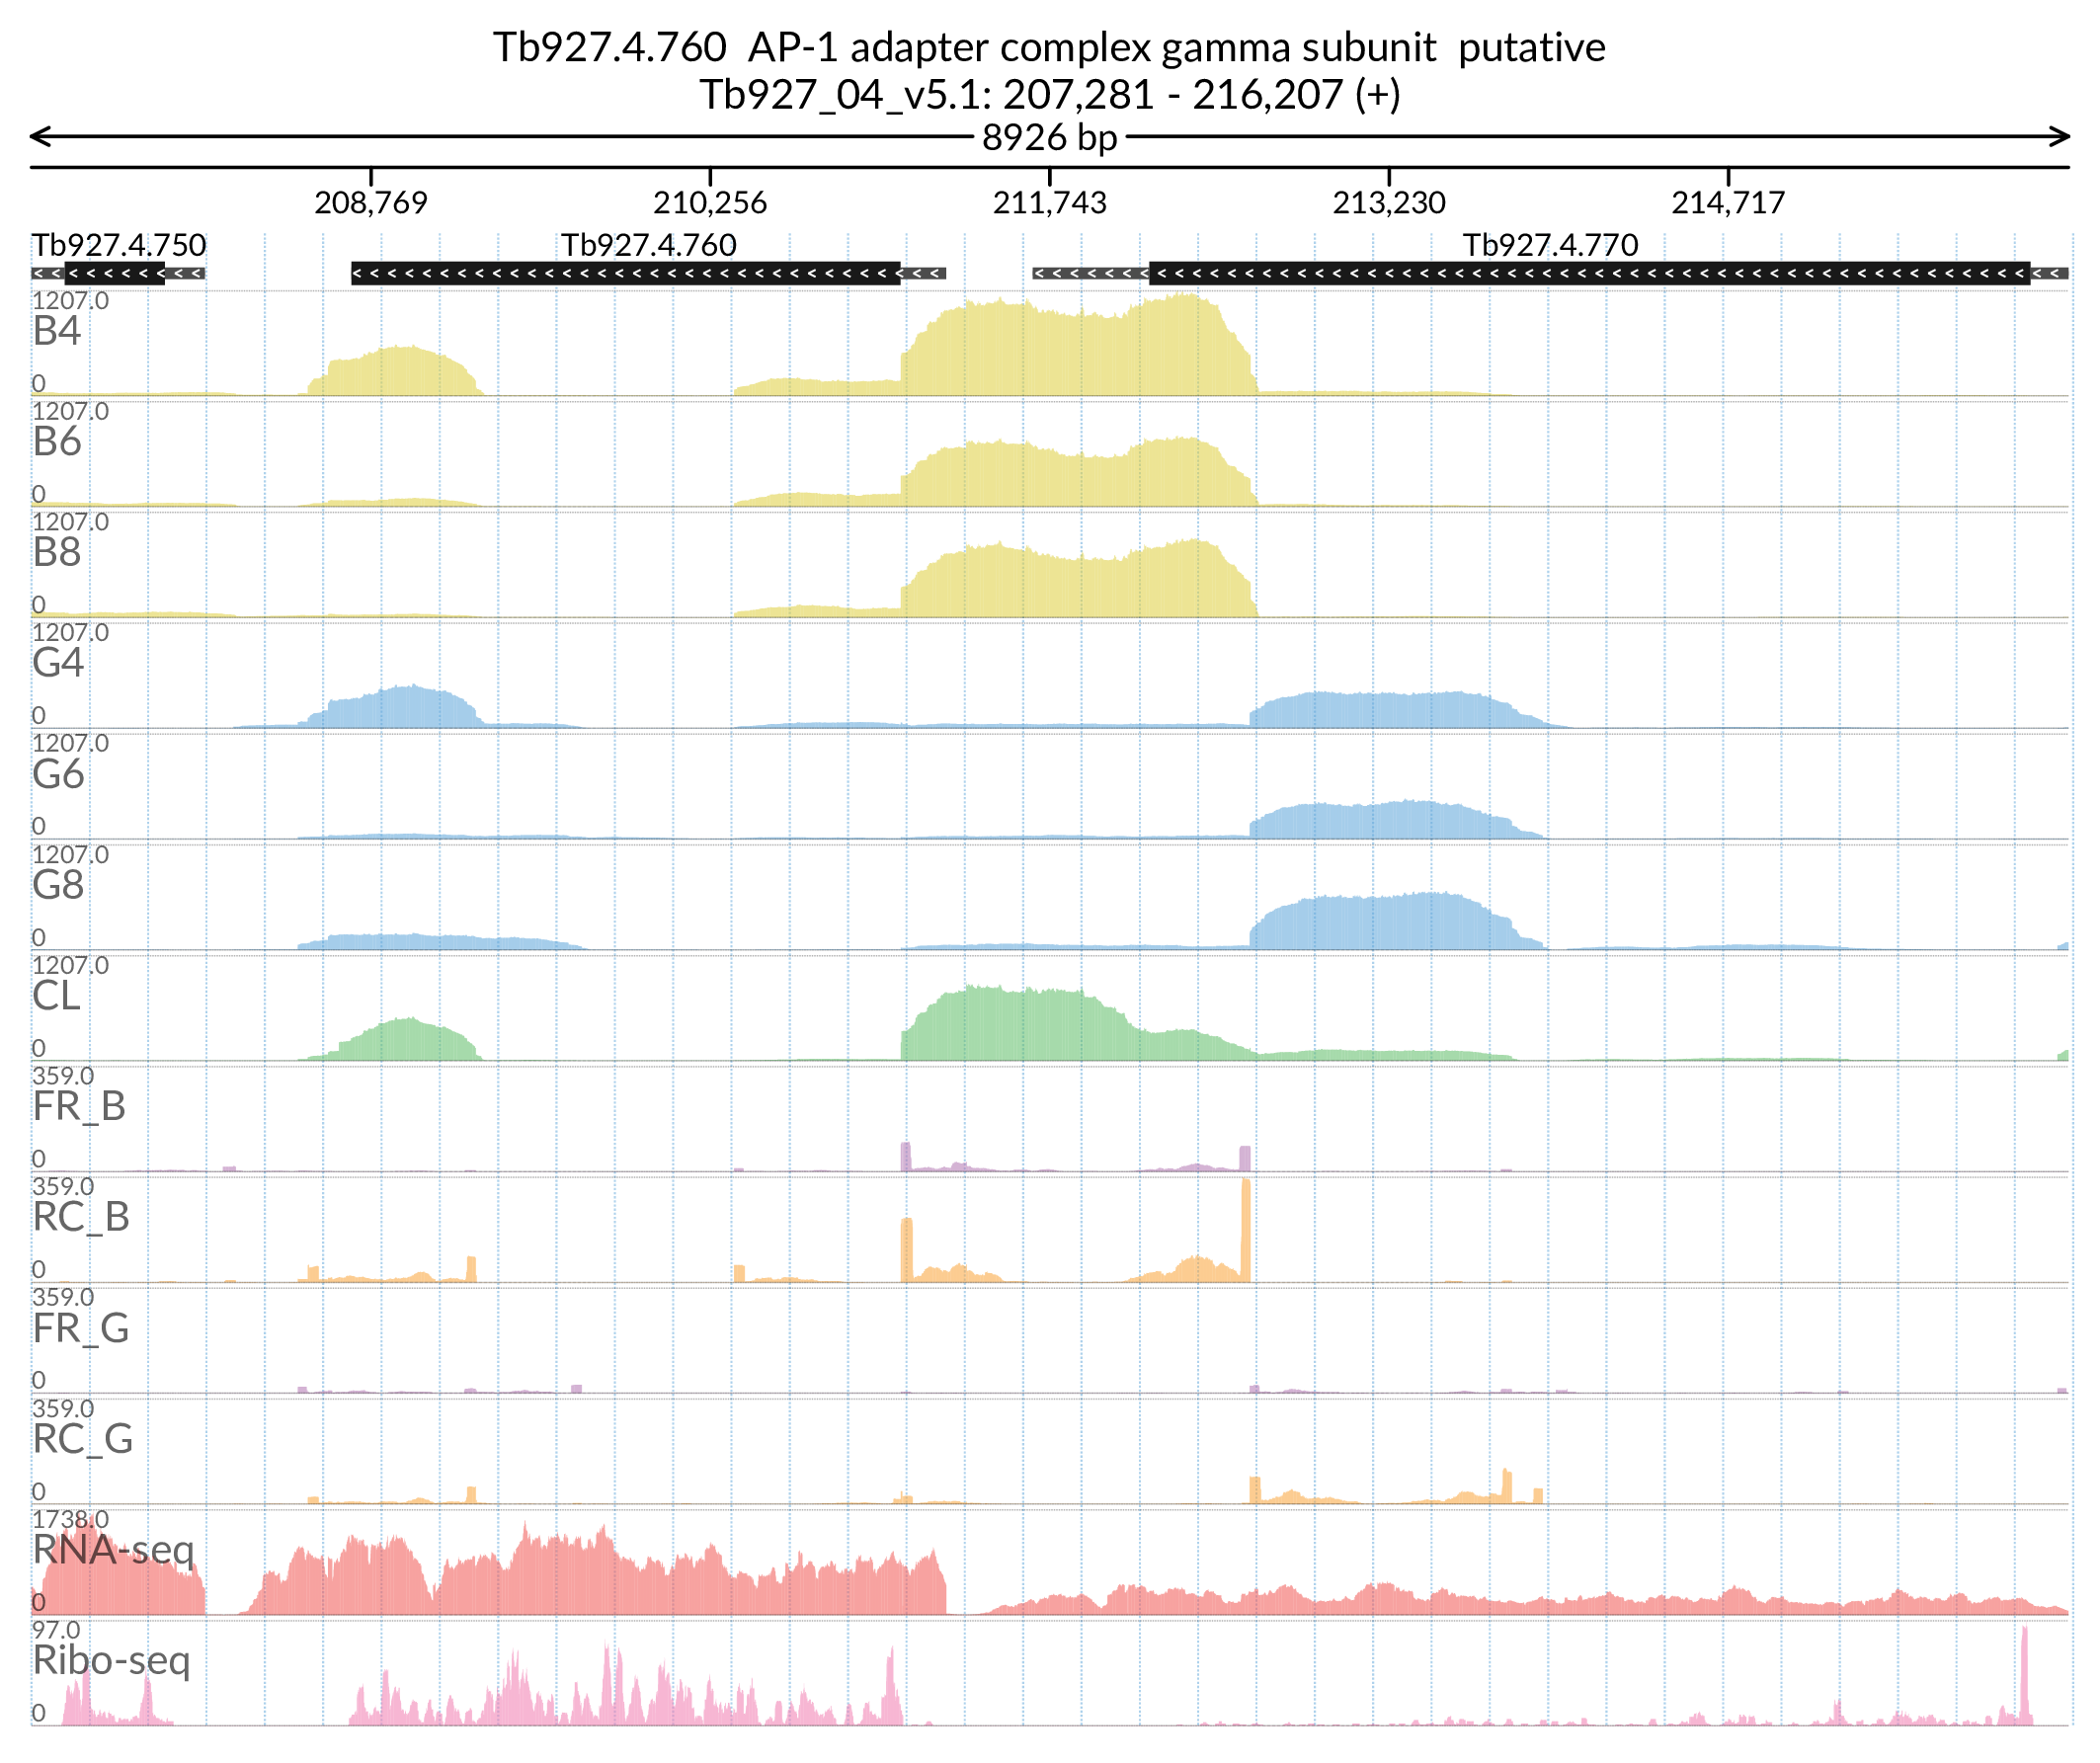 Tb927.4.760  AP-1 adapter complex gamma subunit  putative
Tb927_04_v5.1: 207,281 - 216,207 (+)
8926 bp
208,769 210,256 211,743 213,230 214,717
Tb927.4.750 Tb927.4.760 Tb927.4.770
1207.0
B4
0
1207.0
B6
0
1207.0
B8
0
1207.0
G4
0
1207.0
G6
0
1207.0
G8
0
1207.0
CL
0
359.0
FR_B
0
359.0
RC_B
0
359.0
FR_G
0
359.0
RC_G
0
1738.0
RNA-seq
0
97.0
Ribo-seq
0